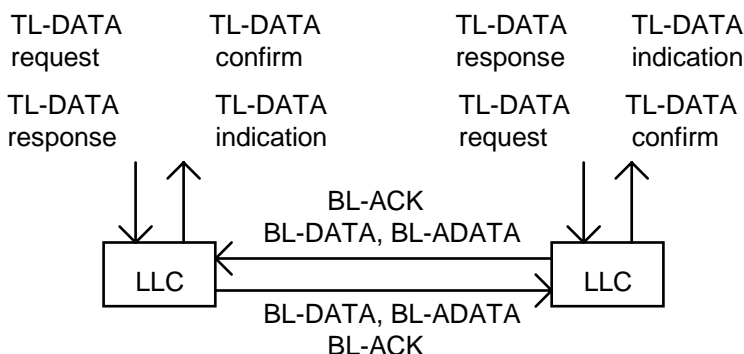 TL-DATA TL-DATA TL-DATA TL-DATA
request confirm response indication
TL-DATA TL-DATA TL-DATA TL-DATA
response indication request confirm
BL-ACK
BL-DATA, BL-ADATA
LLC LLC
BL-DATA, BL-ADATA
BL-ACK